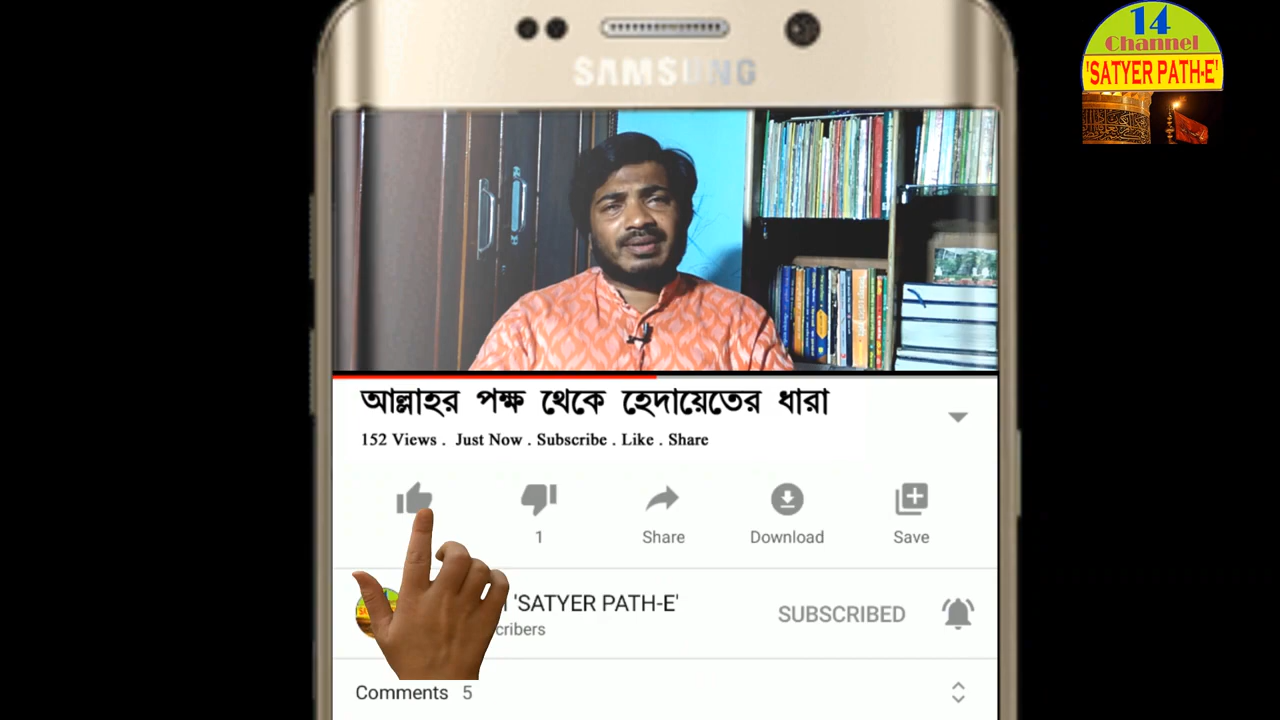 14
Channel
'SATYER PATH-E'
SAMSUNG
আল্লাহর পক্ষ থেকে হেদায়েতের ধারা
152 Views . Just Now . Subscribe . Like . Share
1
Share
Download
Save
'SATYER PATH-E'
SUBSCRIBED
Comments 5